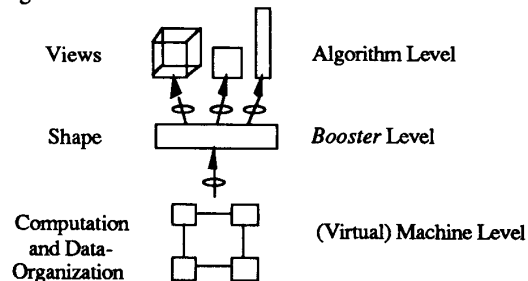 Views Algorithm Level
Shape Booster Level
Computation
and Data-
Organization
(Virtual) Machine Level